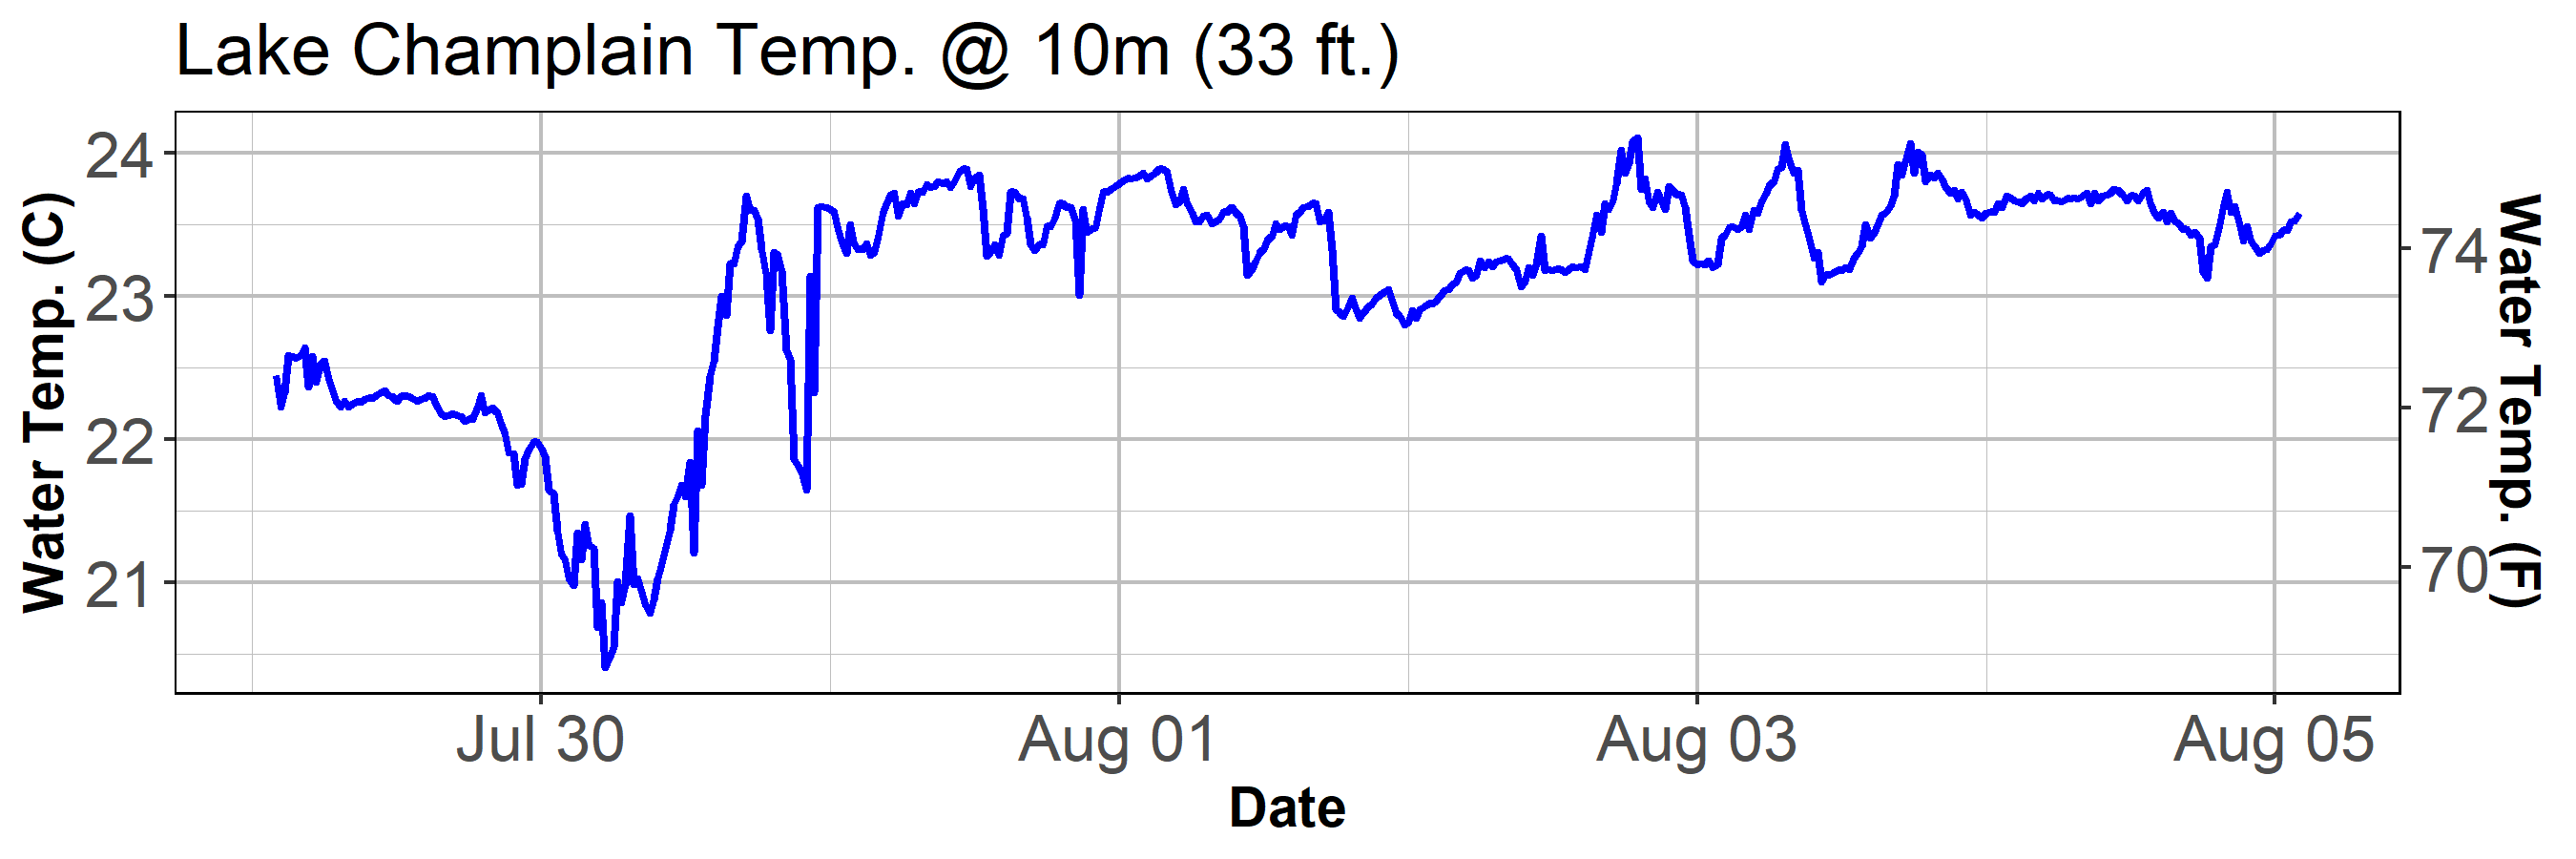 Lake Champlain Temp. @ 10m (33 ft.)
Water Temp. (C)
24
23
22
21
74
72
70
Water Temp. (F)
Jul 30
Aug 01
Aug 03
Aug 05
Date